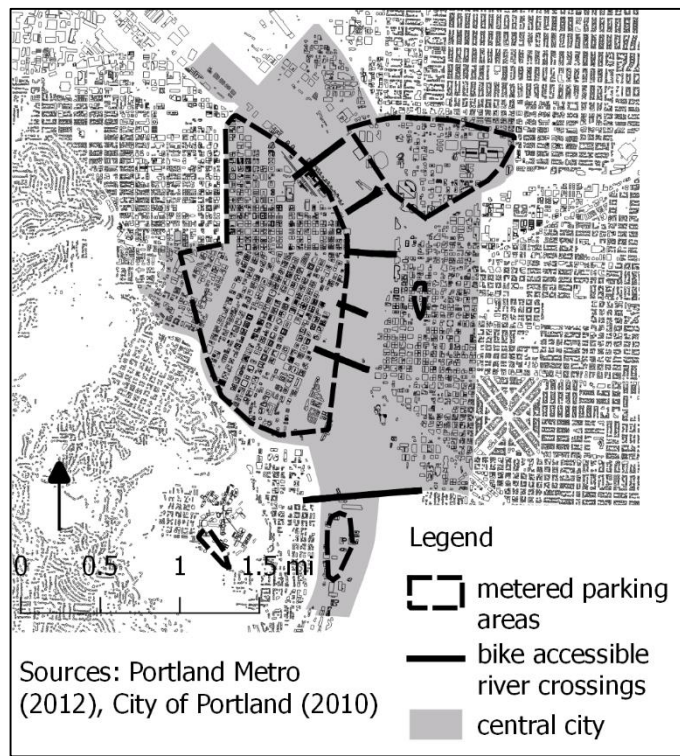 0 0.5 1 1.5 mi
Legend
metered parking
areas
bike accessible
river crossings
central city
Sources: Portland Metro
(2012), City of Portland (2010)